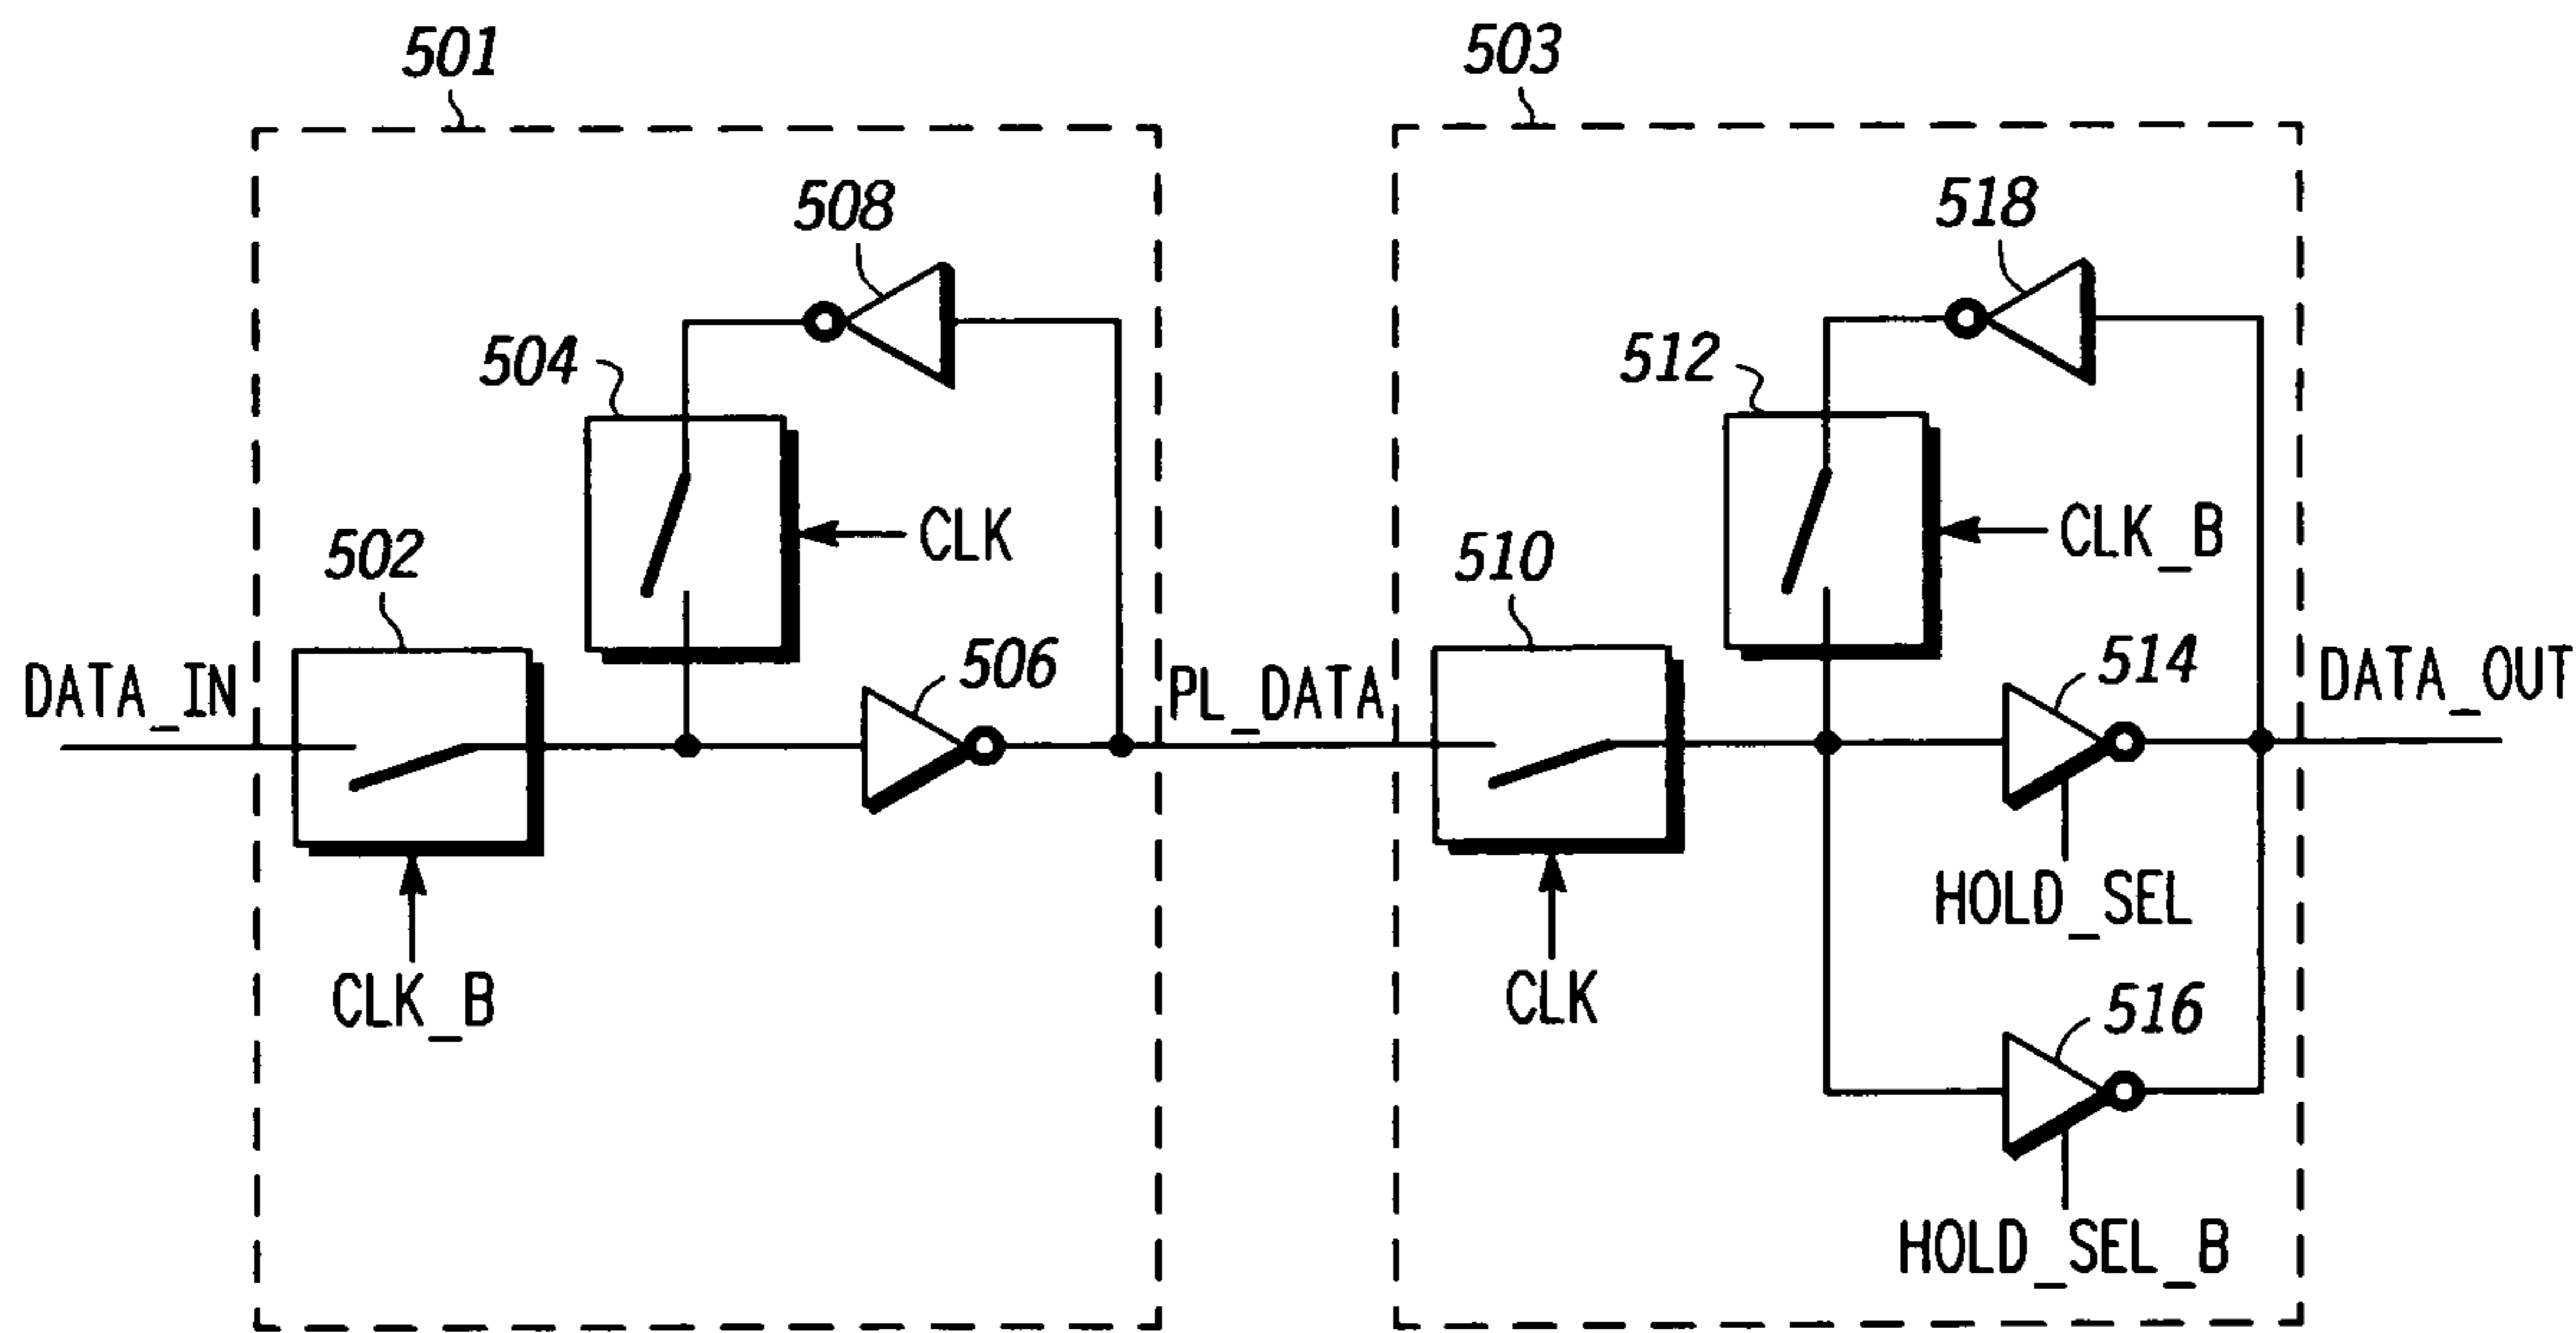 501
503
508
518
504
512
CLK
CLK_B
502
510
506
514
DATA_IN
PL_DATA
DATA_OUT
HOLD_SEL
CLK_B
CLK
516
HOLD_SEL_B